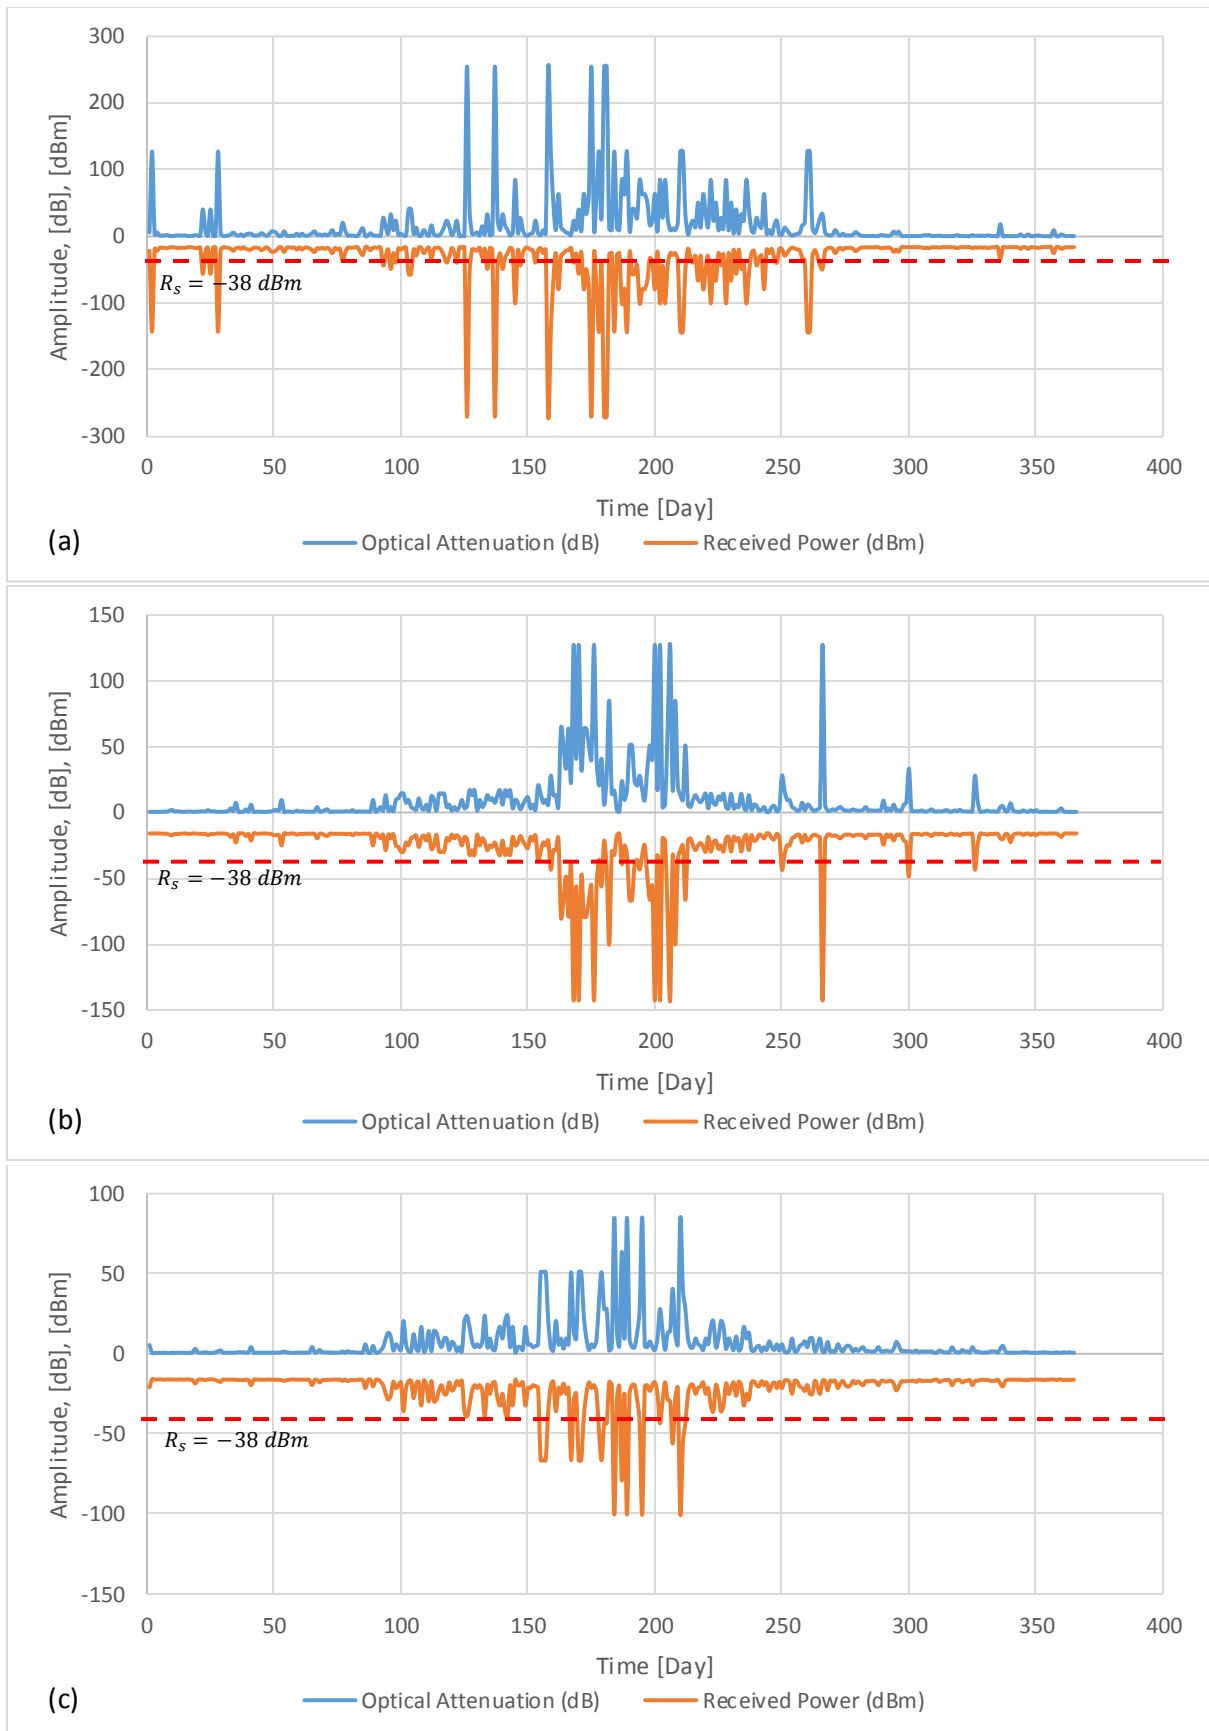 300
200
100
0
-100
-200
-300
Amplitude, [dB], [dBm]
R_s = −38 dBm
0 50 100 150 200 250 300 350 400
Time [Day]
(a)
Optical Attenuation (dB) Received Power (dBm)
150
100
50
0
-50
-100
-150
Amplitude, [dB], [dBm]
R_s = −38 dBm
0 50 100 150 200 250 300 350 400
Time [Day]
(b)
Optical Attenuation (dB) Received Power (dBm)
100
50
0
-50
-100
-150
Amplitude, [dB], [dBm]
R_s = −38 dBm
0 50 100 150 200 250 300 350 400
Time [Day]
(c)
Optical Attenuation (dB) Received Power (dBm)